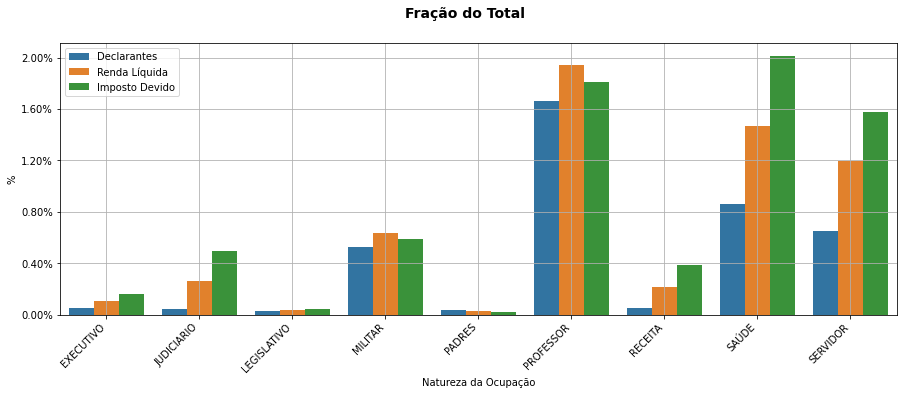 Fração do Total
Declarantes
Renda Líquida
Imposto Devido
2.00%
1.60%
1.20%
0.80%
0.40%
0.00%
%
EXECUTIVO
JUDICIARIO
LEGISLATIVO
MILITAR
PADRES
PROFESSOR
RECEITA
SAÚDE
SERVIDOR
Natureza da Ocupação